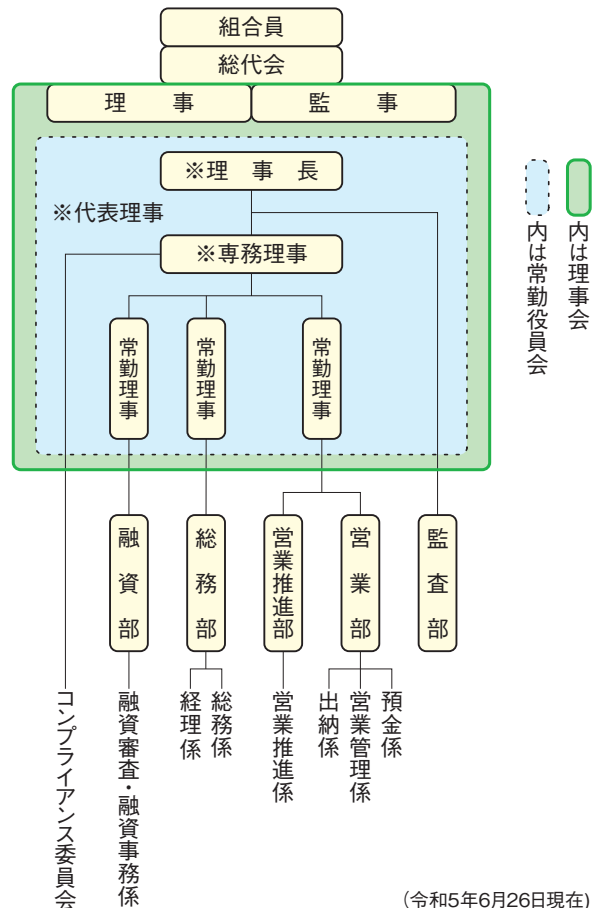 組合員
総代会
理事
監事
※理事長
※代表理事
※専務理事
常勤理事
常勤理事
常勤理事
内は常勤役員会
内は理事会
融資部
総務部
営業推進部
営業部
監査部
コンプライアンス委員会
融資審査・融資事務係
経理係
総務係
営業推進係
出納係
営業管理係
預金係
(令和5年6月26日現在)